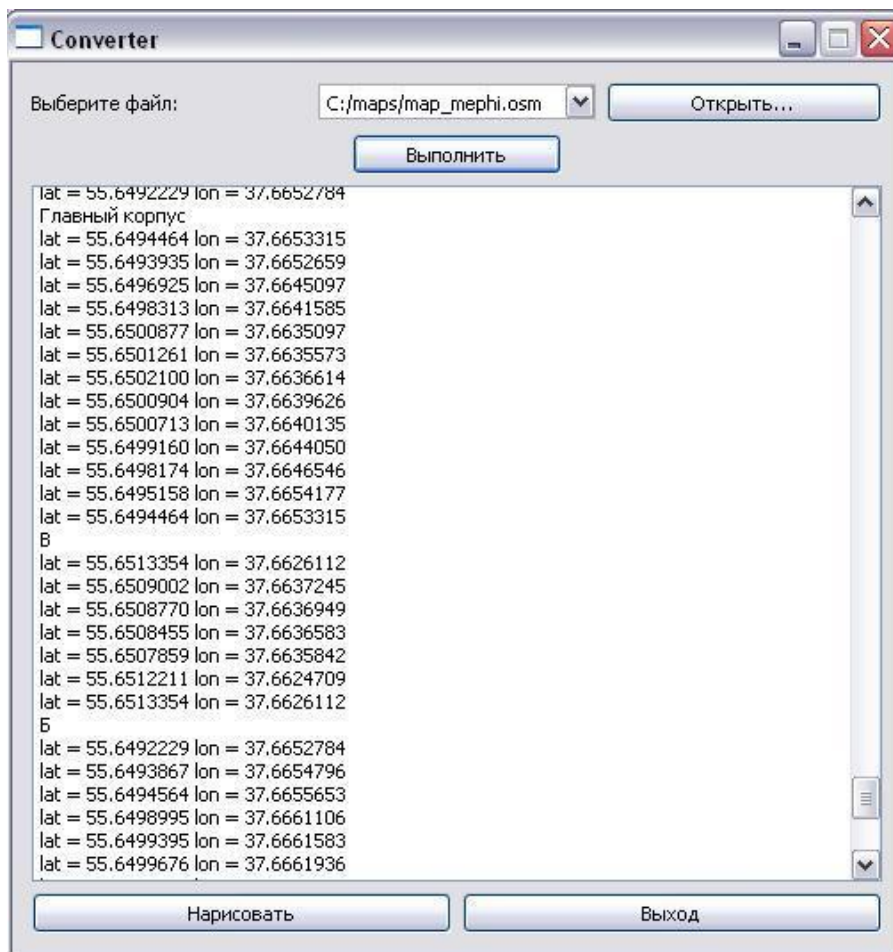 Converter
Выберите файл: C:/maps/map_mephi.osm Открыть...
Выполнить
lat = 55.6492229 lon = 37.6652784
Главный корпус
lat = 55.6494464 lon = 37.6653315
lat = 55.6493935 lon = 37.6652659
lat = 55.6496925 lon = 37.6645097
lat = 55.6498313 lon = 37.6641585
lat = 55.6500877 lon = 37.6635097
lat = 55.6501261 lon = 37.6635573
lat = 55.6502100 lon = 37.6636614
lat = 55.6500904 lon = 37.6639626
lat = 55.6500713 lon = 37.6640135
lat = 55.6499160 lon = 37.6644050
lat = 55.6498174 lon = 37.6646546
lat = 55.6495158 lon = 37.6654177
lat = 55.6494464 lon = 37.6653315
В
lat = 55.6513354 lon = 37.6626112
lat = 55.6509002 lon = 37.6637245
lat = 55.6508770 lon = 37.6636949
lat = 55.6508455 lon = 37.6636583
lat = 55.6507859 lon = 37.6635842
lat = 55.6512211 lon = 37.6624709
lat = 55.6513354 lon = 37.6626112
Б
lat = 55.6492229 lon = 37.6652784
lat = 55.6493867 lon = 37.6654796
lat = 55.6494564 lon = 37.6655653
lat = 55.6498995 lon = 37.6661106
lat = 55.6499395 lon = 37.6661583
lat = 55.6499676 lon = 37.6661936
Нарисовать Выход